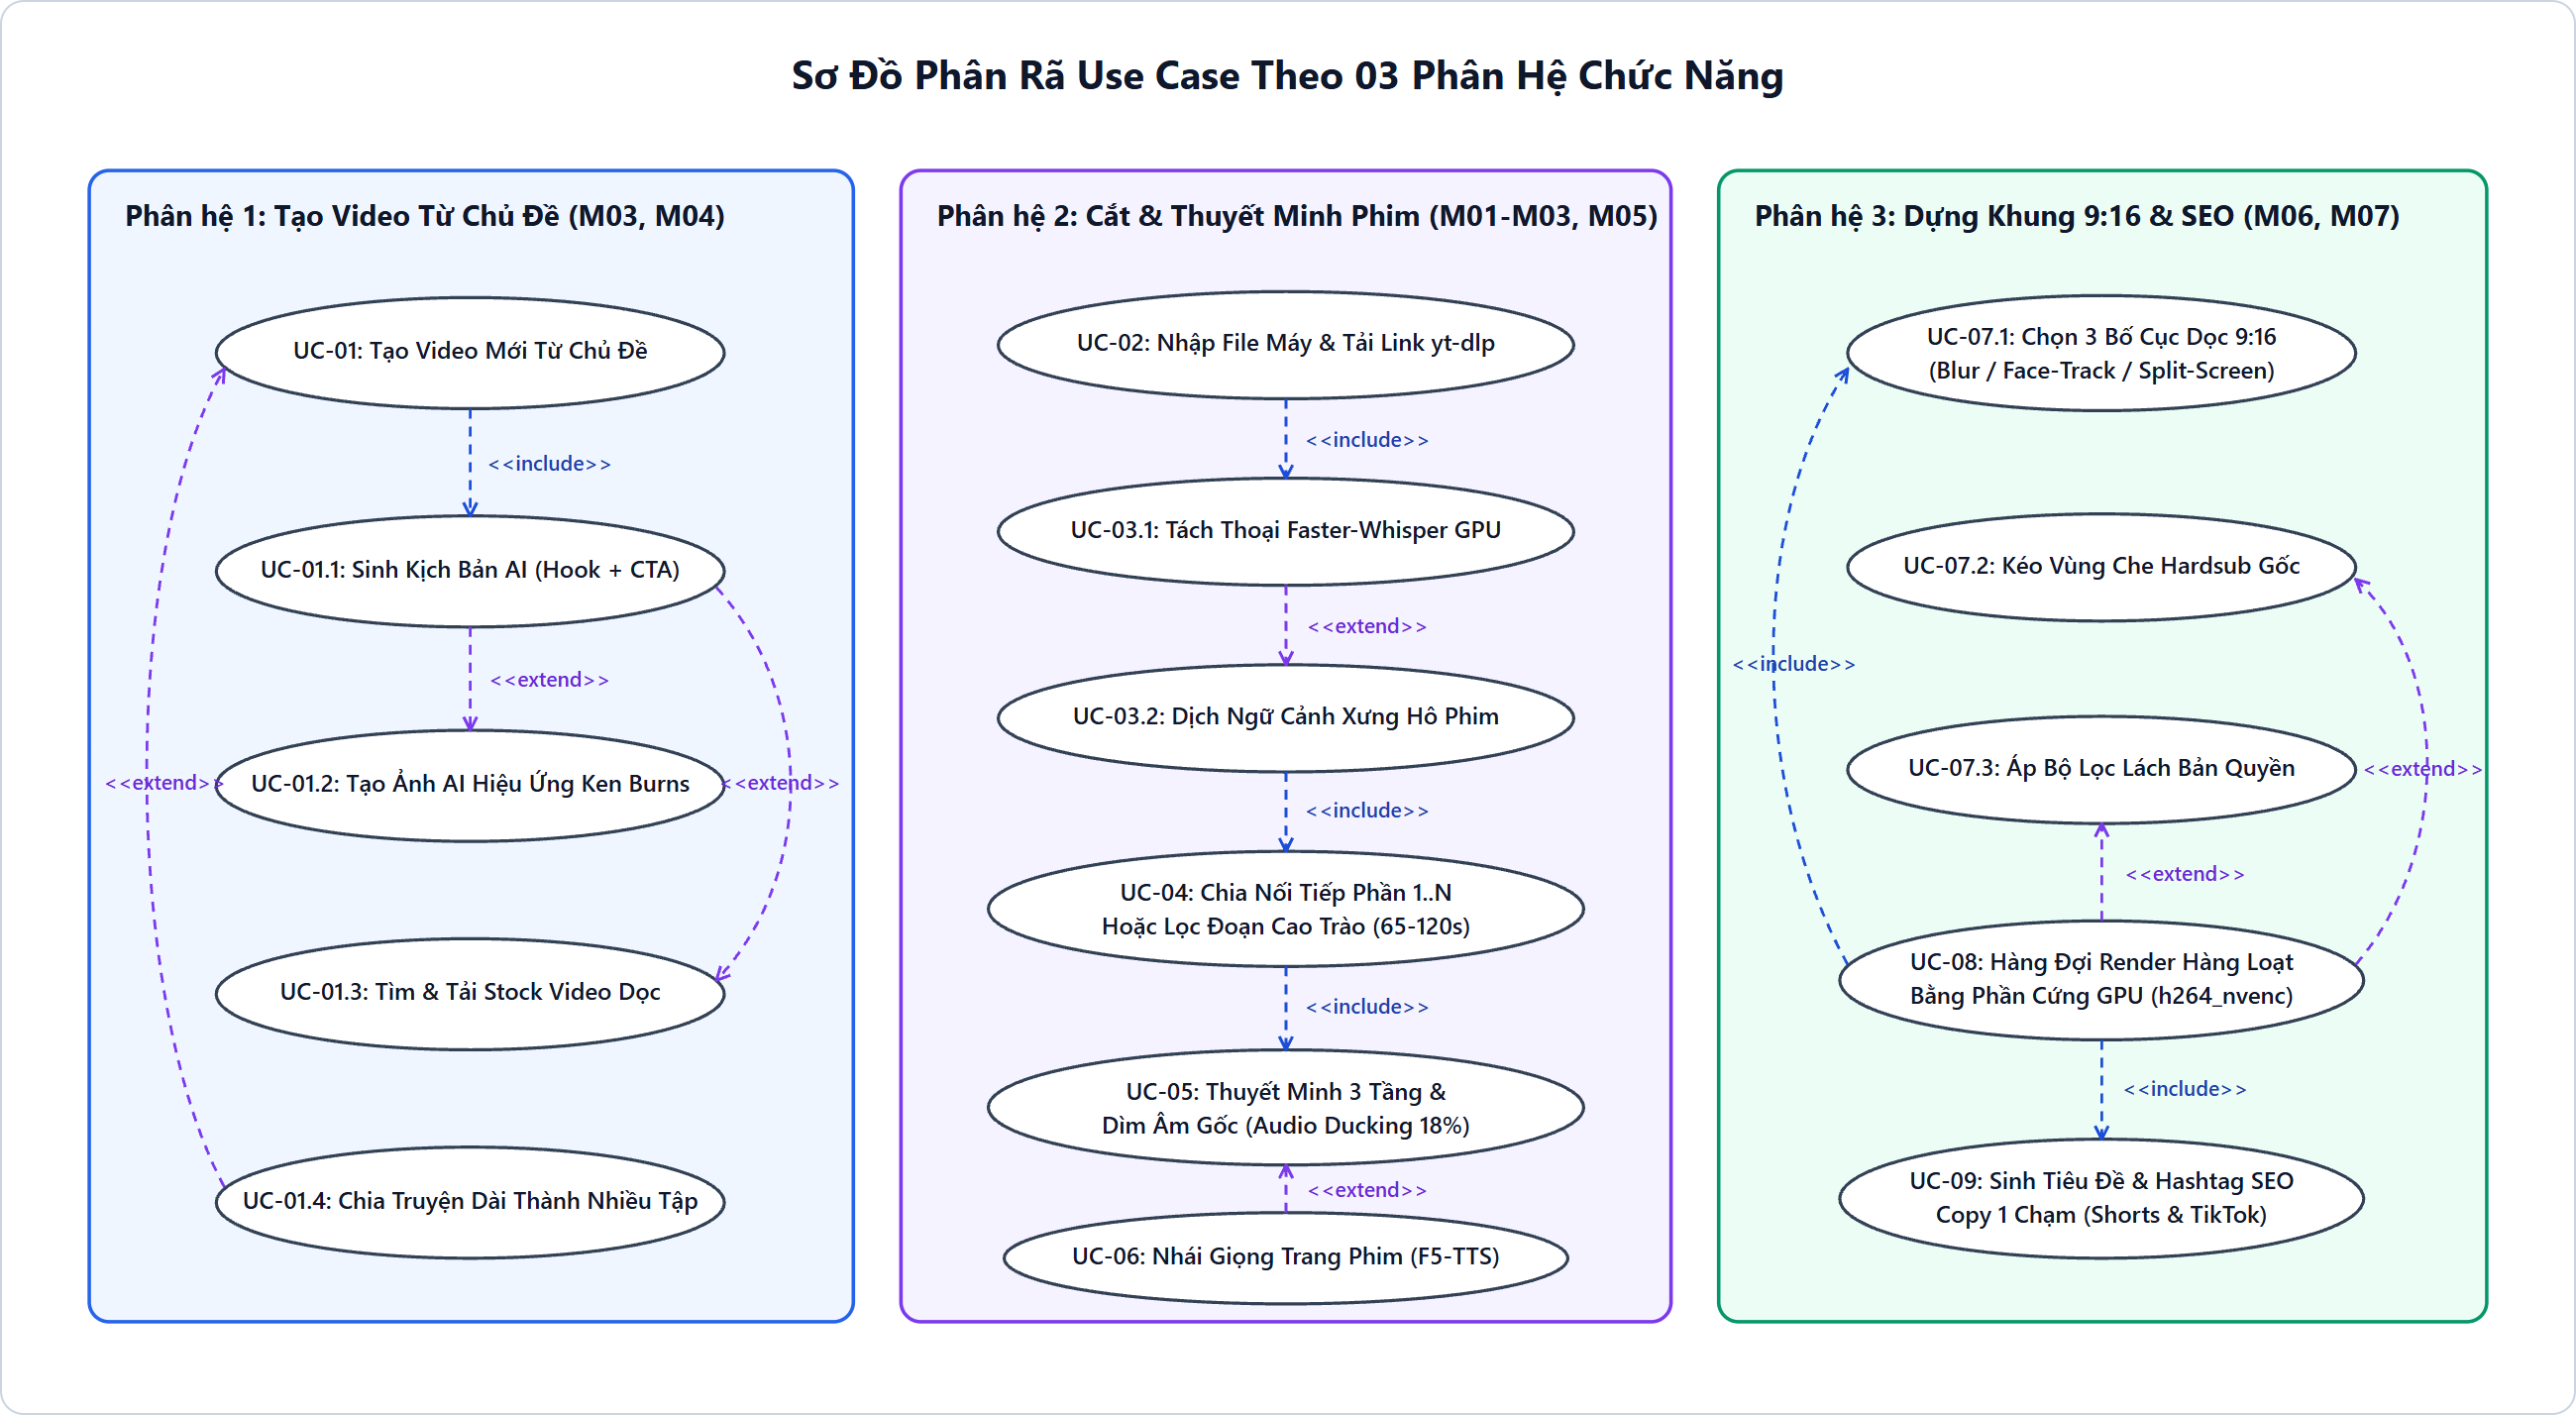 Sơ Đồ Phân Rã Use Case Theo 03 Phân Hệ Chức Năng
Phân hệ 1: Tạo Video Từ Chủ Đề (M03, M04)
UC-01: Tạo Video Mới Từ Chủ Đề
<<include>>
UC-01.1: Sinh Kịch Bản AI (Hook + CTA)
<<extend>>
<<extend>>
UC-01.2: Tạo Ảnh AI Hiệu Ứng Ken Burns
<<extend>>
UC-01.3: Tìm & Tải Stock Video Dọc
UC-01.4: Chia Truyện Dài Thành Nhiều Tập
Phân hệ 2: Cắt & Thuyết Minh Phim (M01-M03, M05)
UC-02: Nhập File Máy & Tải Link yt-dlp
<<include>>
UC-03.1: Tách Thoại Faster-Whisper GPU
<<extend>>
UC-03.2: Dịch Ngữ Cảnh Xưng Hô Phim
<<include>>
UC-04: Chia Nối Tiếp Phần 1..N
Hoặc Lọc Đoạn Cao Trào (65-120s)
<<include>>
UC-05: Thuyết Minh 3 Tầng &
Dìm Âm Gốc (Audio Ducking 18%)
<<extend>>
UC-06: Nhái Giọng Trang Phim (F5-TTS)
Phân hệ 3: Dựng Khung 9:16 & SEO (M06, M07)
UC-07.1: Chọn 3 Bố Cục Dọc 9:16
(Blur / Face-Track / Split-Screen)
UC-07.2: Kéo Vùng Che Hardsub Gốc
<<include>>
UC-07.3: Áp Bộ Lọc Lách Bản Quyền
<<extend>>
<<extend>>
UC-08: Hàng Đợi Render Hàng Loạt
Bằng Phần Cứng GPU (h264_nvenc)
<<include>>
UC-09: Sinh Tiêu Đề & Hashtag SEO
Copy 1 Chạm (Shorts & TikTok)